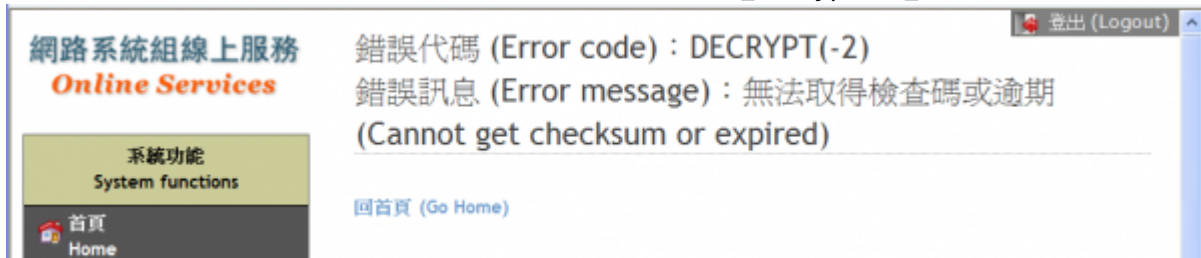 登出 (Logout)
網路系統組線上服務
Online Services
錯誤代碼 (Error code)：DECRYPT(-2)
錯誤訊息 (Error message)：無法取得檢查碼或逾期
(Cannot get checksum or expired)
系統功能
System functions
回首頁 (Go Home)
首頁
Home